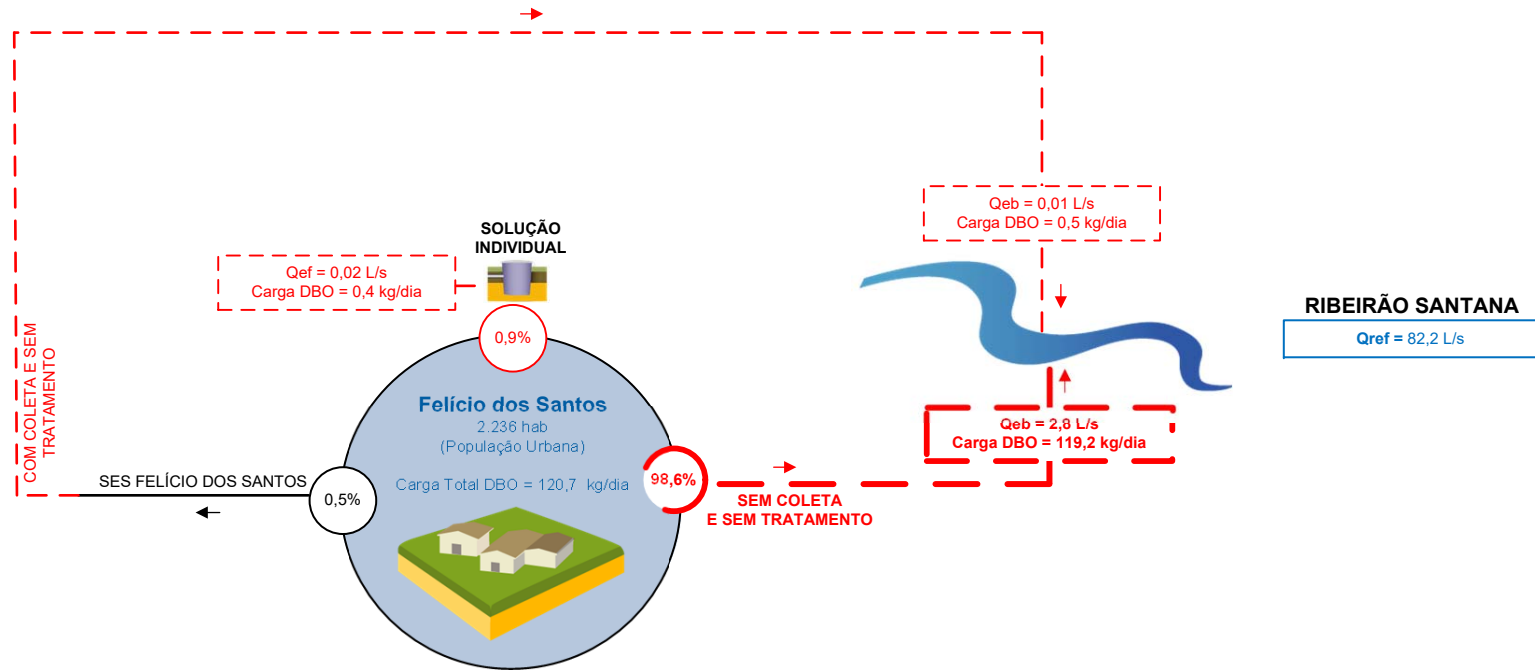 Qeb = 0,01 L/s
Carga DBO = 0,5 kg/dia
SOLUÇÃO
INDIVIDUAL
Qef = 0,02 L/s
Carga DBO = 0,4 kg/dia
0,9%
RIBEIRÃO SANTANA
Qref = 82,2 L/s
COM COLETA E SEM
TRATAMENTO
Felício dos Santos
2.236 hab
(População Urbana)
Carga Total DBO = 120,7 kg/dia
Qeb = 2,8 L/s
Carga DBO = 119,2 kg/dia
SES FELÍCIO DOS SANTOS
0,5%
98,6%
SEM COLETA
E SEM TRATAMENTO